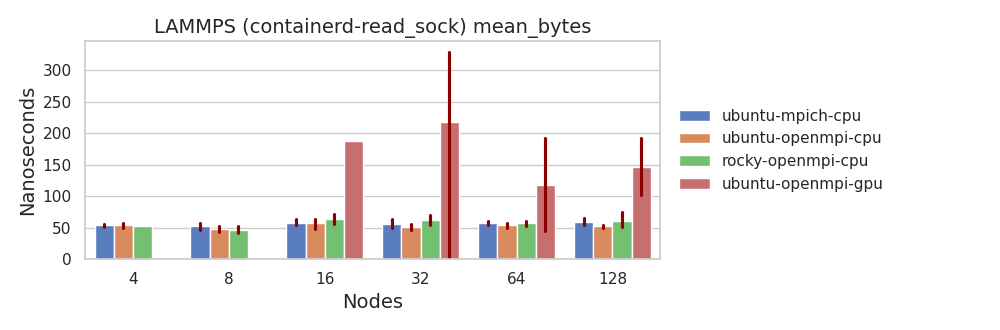 LAMMPS (containerd-read_sock) mean_bytes
Nanoseconds
300
250
200
150
100
50
0
4 8 16 32 64 128
Nodes
ubuntu-mpich-cpu
ubuntu-openmpi-cpu
rocky-openmpi-cpu
ubuntu-openmpi-gpu